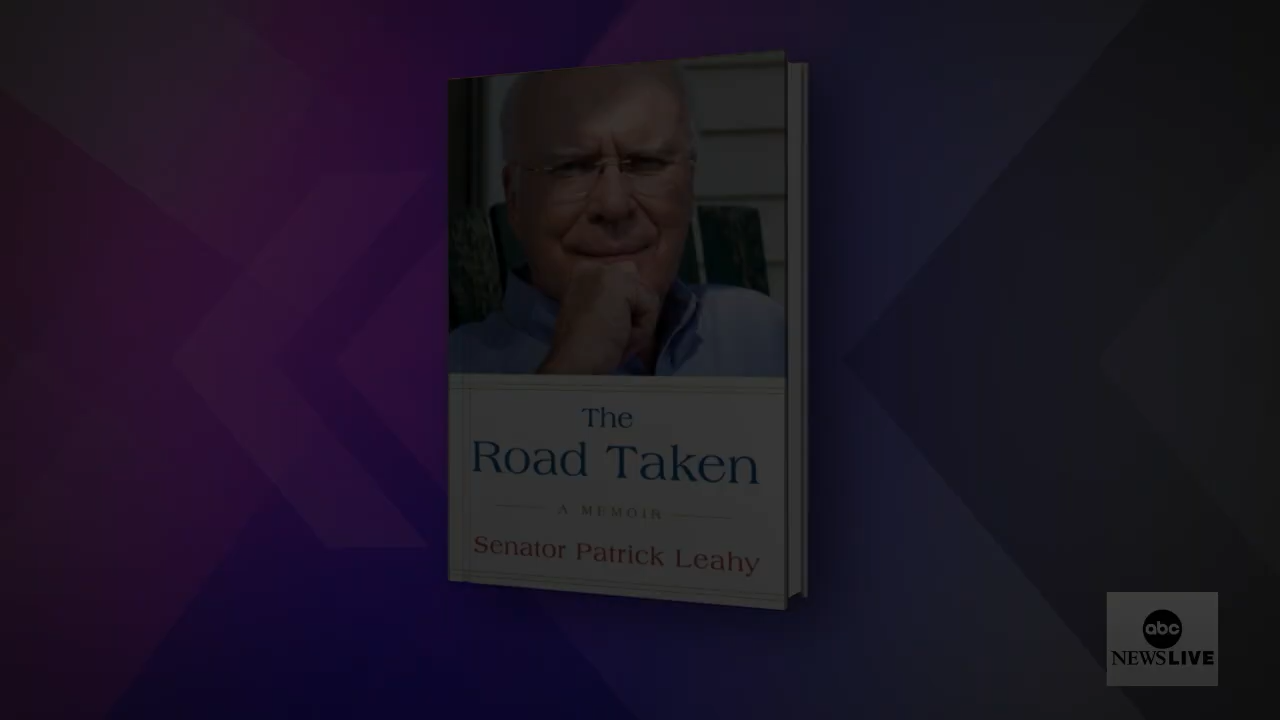 The
Road Taken
A MEMOIR
Senator Patrick Leahy
abc
NEWSLIVE